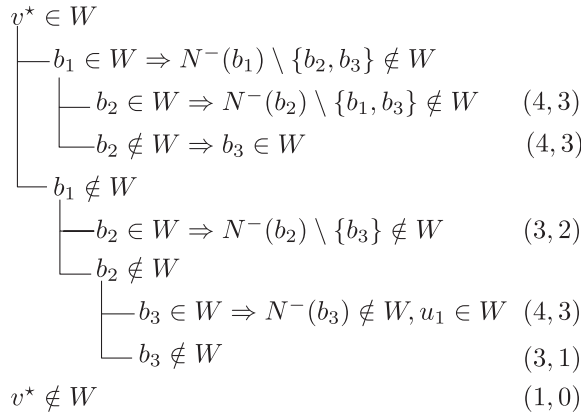 v⋆ ∈ W
b₁ ∈ W ⇒ N⁻(b₁) \ {b₂, b₃} ∉ W
b₂ ∈ W ⇒ N⁻(b₂) \ {b₁, b₃} ∉ W (4, 3)
b₂ ∉ W ⇒ b₃ ∈ W (4, 3)
b₁ ∉ W
b₂ ∈ W ⇒ N⁻(b₂) \ {b₃} ∉ W (3, 2)
b₂ ∉ W
b₃ ∈ W ⇒ N⁻(b₃) ∉ W, u₁ ∈ W (4, 3)
b₃ ∉ W (3, 1)
v⋆ ∉ W (1, 0)